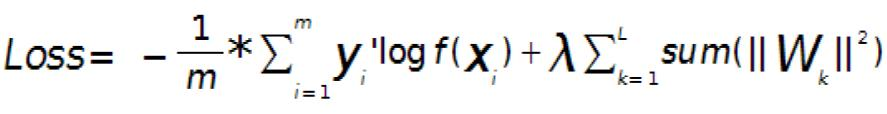 Loss= − 1/m * ∑_{i=1}^{m} y_i'log f(x_i) + λ∑_{k=1}^{L} sum(||W_k||²)